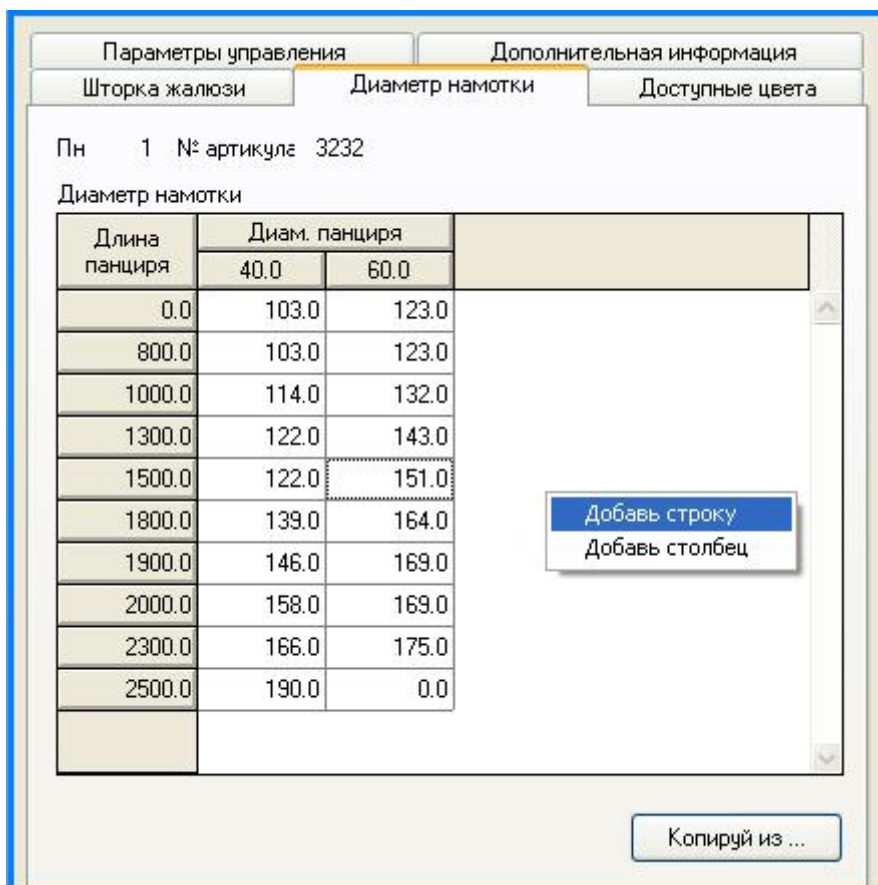 Параметры управления Дополнительная информация
Шторка жалюзи Диаметр намотки Доступные цвета
Пн 1 № артикула 3232
Диаметр намотки
Длина панциря Диам. панциря
40.0 60.0
0.0 103.0 123.0
800.0 103.0 123.0
1000.0 114.0 132.0
1300.0 122.0 143.0
1500.0 122.0 151.0
1800.0 139.0 164.0
1900.0 146.0 169.0
2000.0 158.0 169.0
2300.0 166.0 175.0
2500.0 190.0 0.0
Добавь строку
Добавь столбец
Копируй из ...